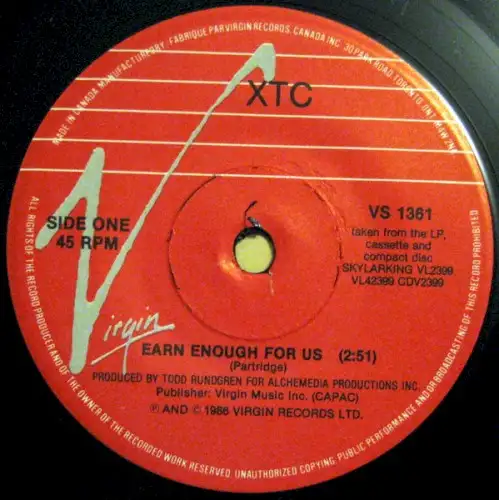 MADE IN CANADA MANUFACTURED BY/FABRIQUE PAR VIRGIN RECORDS, CANADA INC. 30 PARK ROAD, TORONTO ONT. M4W 2N4
XTC
SIDE ONE
45 RPM
VS 1361
taken from the LP,
cassette and
compact disc
SKYLARKING VL2399
VL42399 CDV2399
Virgin
EARN ENOUGH FOR US (2:51)
(Partridge)
PRODUCED BY TODD RUNDGREN FOR ALCHEMEDIA PRODUCTIONS INC.
Publisher: Virgin Music Inc. (CAPAC)
℗ AND © 1986 VIRGIN RECORDS LTD.
ALL RIGHTS OF THE RECORD PRODUCER AND OF THE OWNER OF THE RECORDED WORK RESERVED. UNAUTHORIZED COPYING, PUBLIC PERFORMANCE AND/OR BROADCASTING OF THIS RECORD PROHIBITED